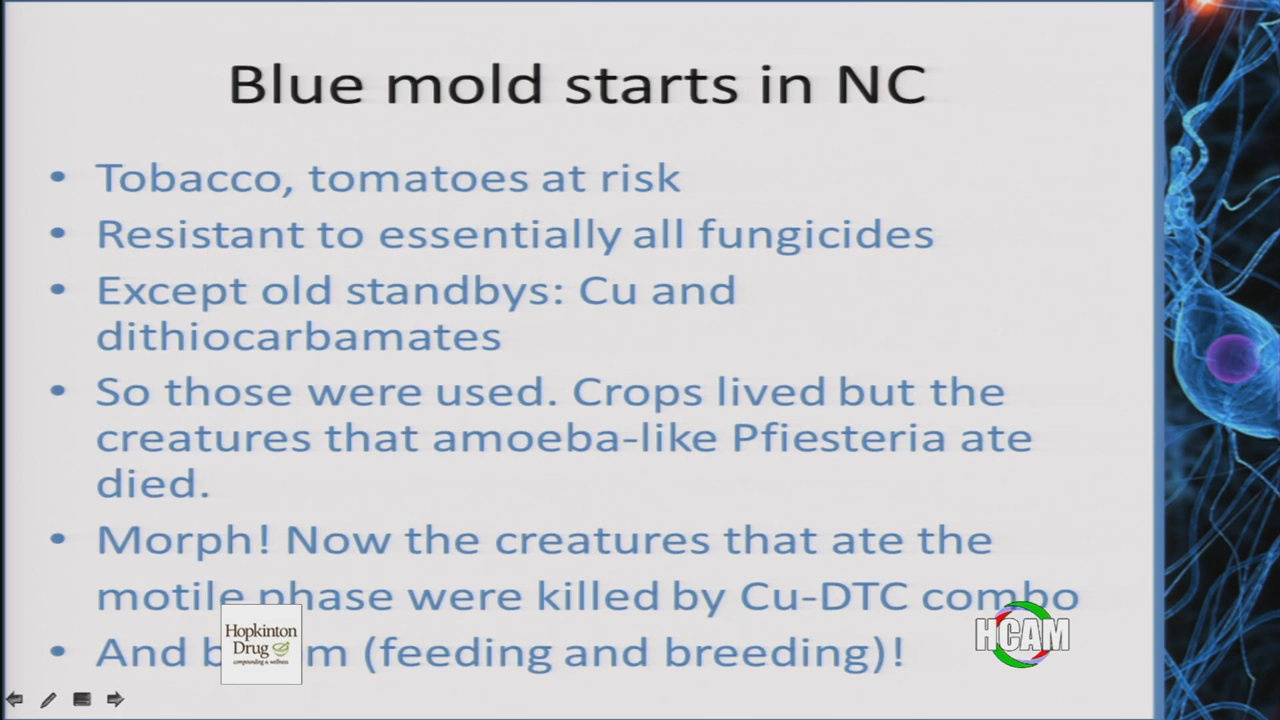 Blue mold starts in NC
• Tobacco, tomatoes at risk
• Resistant to essentially all fungicides
• Except old standbys: Cu and
dithiocarbamates
• So those were used. Crops lived but the
creatures that amoeba-like Pfiesteria ate
died.
• Morph! Now the creatures that ate the
motile phase were killed by Cu-DTC combo
• And (feeding and breeding)!
Hopkinton
Drug
compounding & wellness
HCAM